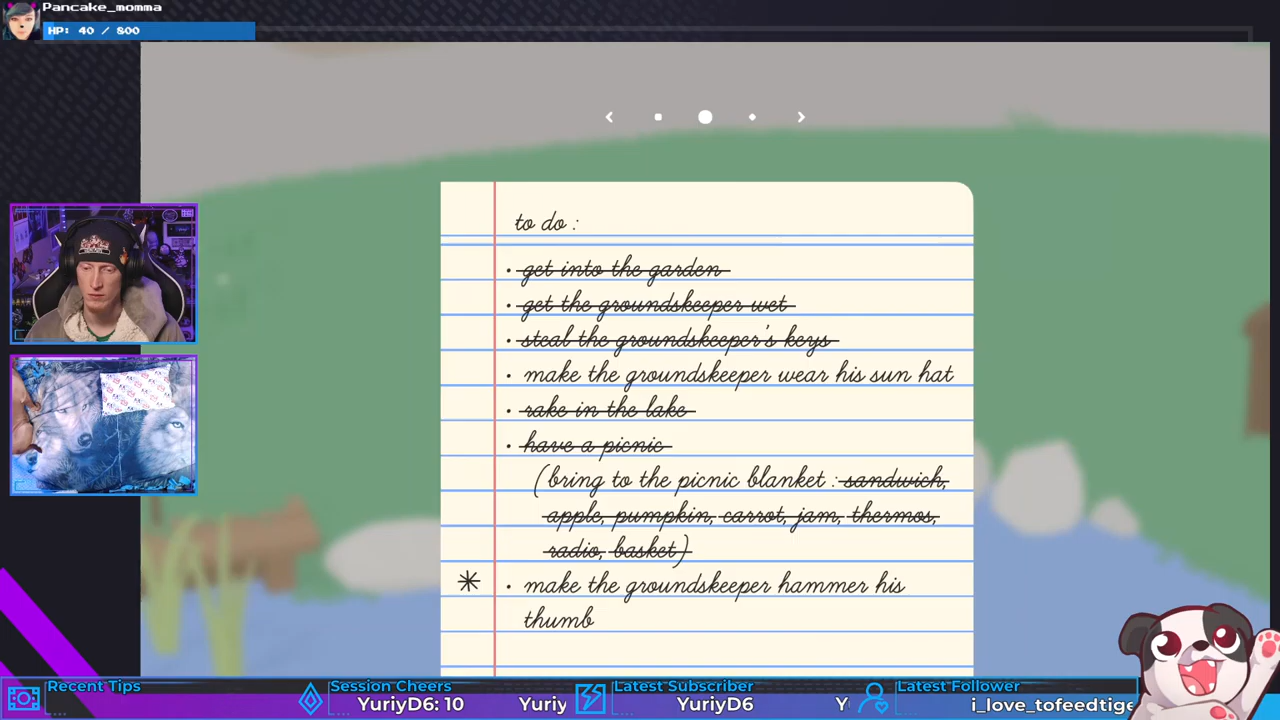 Pancake_momma
HP: 40 / 800
to do :
• get into the garden
• get the groundskeeper wet
• steal the groundskeeper's keys
• make the groundskeeper wear his sun hat
• rake in the lake
• have a picnic
(bring to the picnic blanket : sandwich,
apple, pumpkin, carrot, jam, thermos,
radio, basket)
• make the groundskeeper hammer his
thumb
Recent Tips
Session Cheers
YuriyD6: 10 Yuriy
Latest Subscriber
YuriyD6 Y
Latest Follower
i_love_tofeedtige